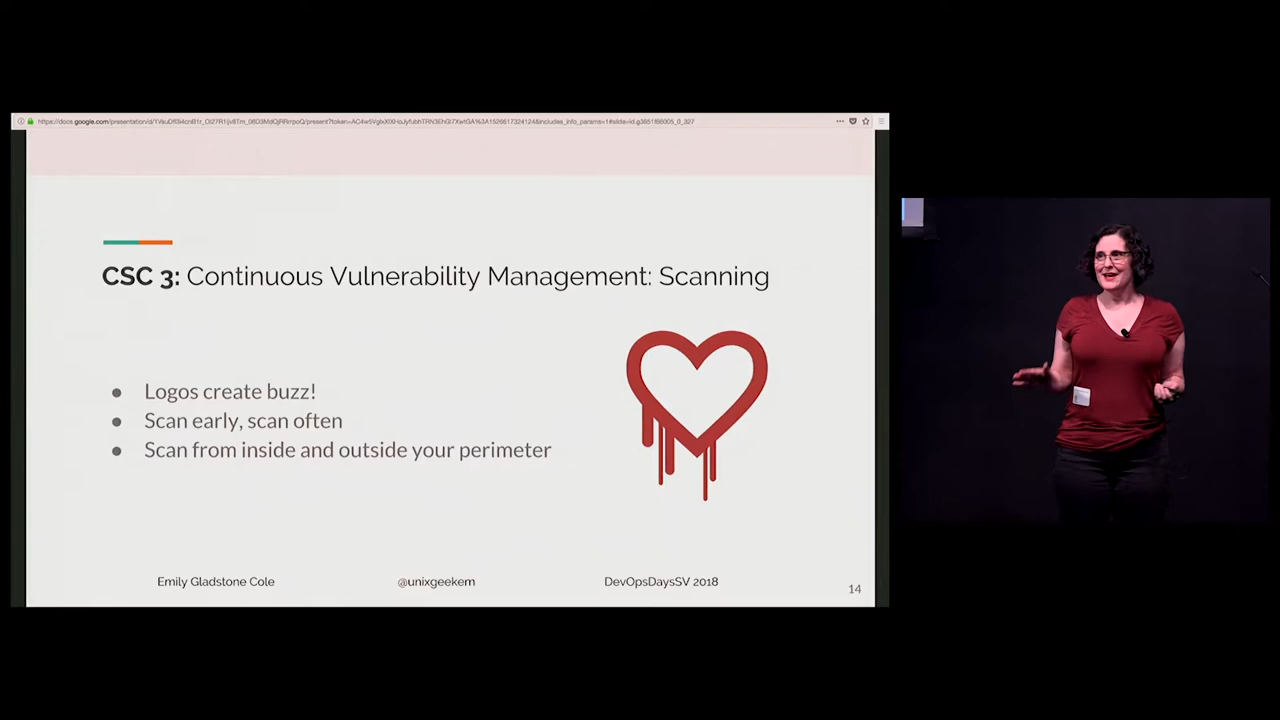 CSC 3: Continuous Vulnerability Management: Scanning
● Logos create buzz!
● Scan early, scan often
● Scan from inside and outside your perimeter
Emily Gladstone Cole
@unixgeekem
DevOpsDaysSV 2018
14